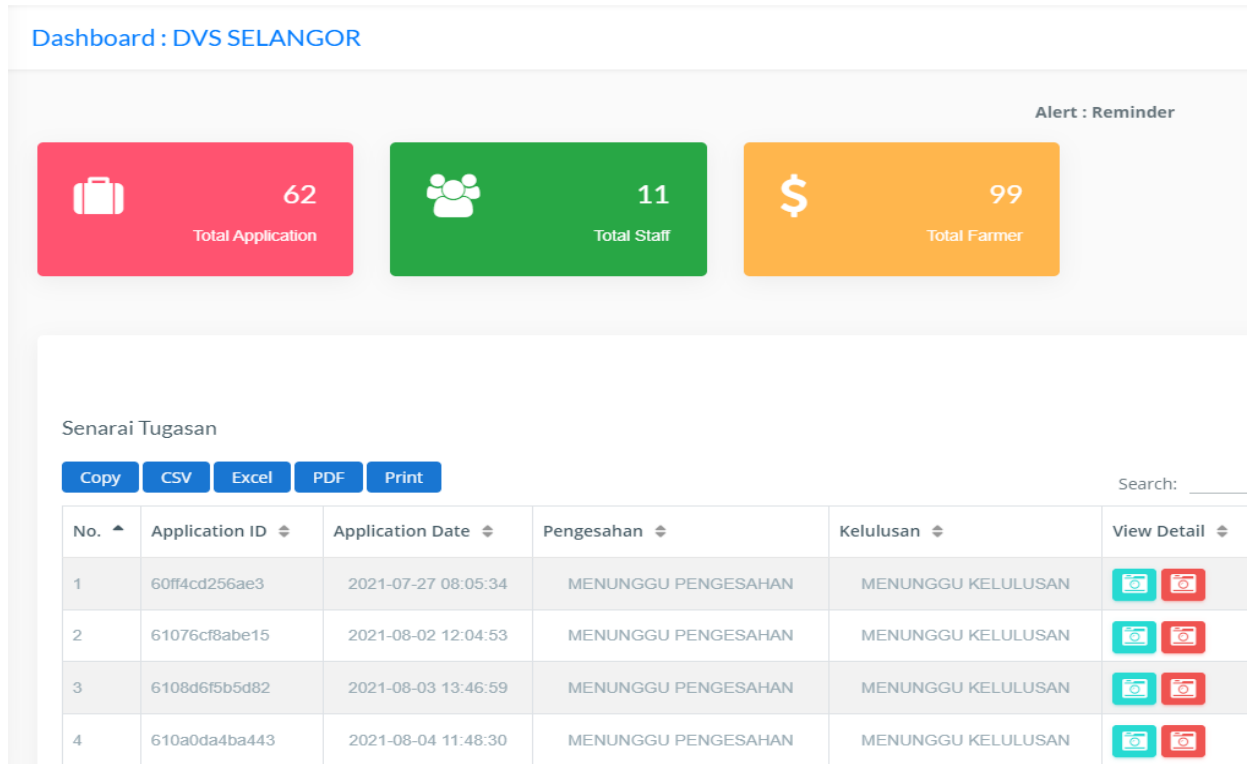 Dashboard : DVS SELANGOR
Alert : Reminder
62
Total Application
11
Total Staff
99
Total Farmer
Senarai Tugasan
Copy CSV Excel PDF Print
Search:
No. Application ID Application Date Pengesahan Kelulusan View Detail
1 60ff4cd256ae3 2021-07-27 08:05:34 MENUNGGU PENGESAHAN MENUNGGU KELULUSAN
2 61076cf8abe15 2021-08-02 12:04:53 MENUNGGU PENGESAHAN MENUNGGU KELULUSAN
3 6108d6f5b5d82 2021-08-03 13:46:59 MENUNGGU PENGESAHAN MENUNGGU KELULUSAN
4 610a0da4ba443 2021-08-04 11:48:30 MENUNGGU PENGESAHAN MENUNGGU KELULUSAN